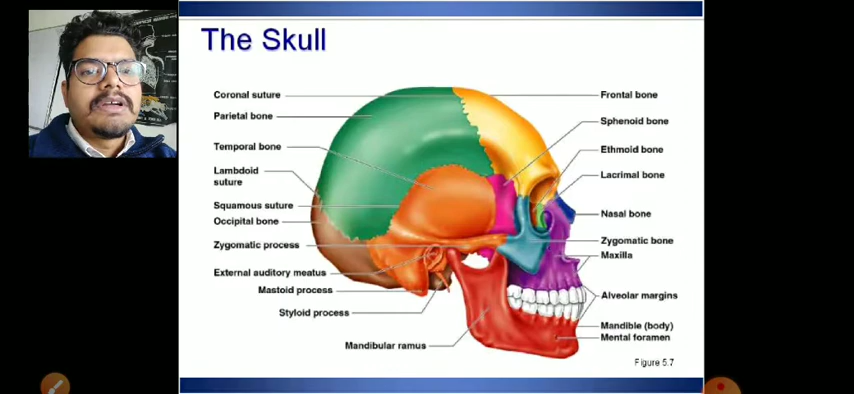 The Skull
Coronal suture
Parietal bone
Temporal bone
Lambdoid
suture
Squamous suture
Occipital bone
Zygomatic process
External auditory meatus
Mastoid process
Styloid process
Mandibular ramus
Frontal bone
Sphenoid bone
Ethmoid bone
Lacrimal bone
Nasal bone
Zygomatic bone
Maxilla
Alveolar margins
Mandible (body)
Mental foramen
Figure 5.7